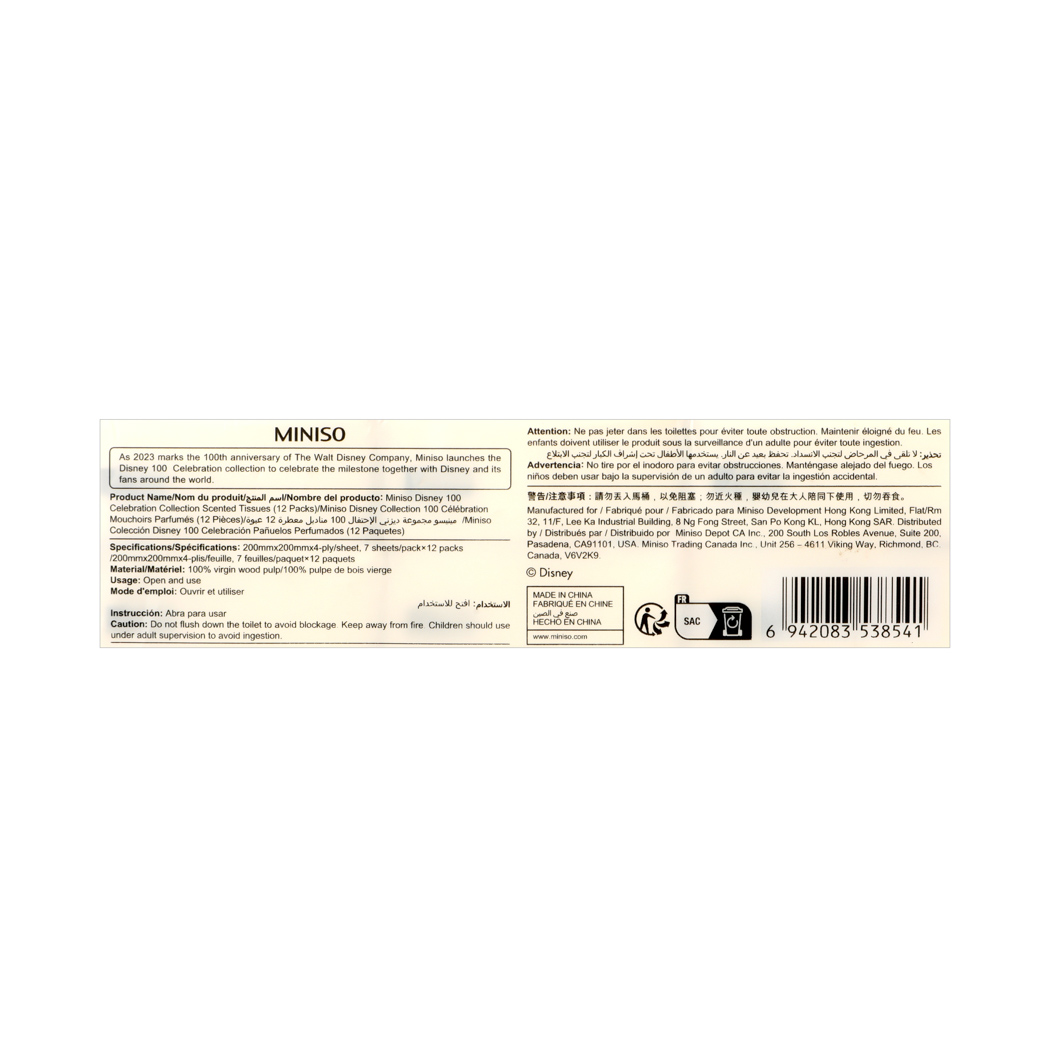 MINISO
As 2023 marks the 100th anniversary of The Walt Disney Company, Miniso launches the
Disney 100 Celebration collection to celebrate the milestone together with Disney and its
fans around the world.
Product Name/Nom du produit/اسم المنتج/Nombre del producto: Miniso Disney 100
Celebration Collection Scented Tissues (12 Packs)/Miniso Disney Collection 100 Célébration
Mouchoirs Parfumés (12 Pièces)/مينيسو مجموعة ديزني الإحتفال 100 مناديل معطرة 12 عبوة/Miniso
Colección Disney 100 Celebración Pañuelos Perfumados (12 Paquetes)
Specifications/Spécifications: 200mmx200mmx4-ply/sheet, 7 sheets/pack×12 packs
/200mmx200mmx4-plis/feuille, 7 feuilles/paquet×12 paquets
Material/Matériel: 100% virgin wood pulp/100% pulpe de bois vierge
Usage: Open and use
Mode d'emploi: Ouvrir et utiliser
الاستخدام: افتح للاستخدام
Instrucción: Abra para usar
Caution: Do not flush down the toilet to avoid blockage. Keep away from fire. Children should use
under adult supervision to avoid ingestion.
Attention: Ne pas jeter dans les toilettes pour éviter toute obstruction. Maintenir éloigné du feu. Les
enfants doivent utiliser le produit sous la surveillance d'un adulte pour éviter toute ingestion.
تحذير: لا تلقى في المرحاض لتجنب الانسداد. تحفظ بعيد عن النار. يستخدمها الأطفال تحت إشراف الكبار لتجنب الابتلاع
Advertencia: No tire por el inodoro para evitar obstrucciones. Manténgase alejado del fuego. Los
niños deben usar bajo la supervisión de un adulto para evitar la ingestión accidental.
警告/注意事項：請勿丟入馬桶，以免阻塞；勿近火種，嬰幼兒在大人陪同下使用，切勿吞食。
Manufactured for / Fabriqué pour / Fabricado para Miniso Development Hong Kong Limited, Flat/Rm
32, 11/F, Lee Ka Industrial Building, 8 Ng Fong Street, San Po Kong KL, Hong Kong SAR. Distributed
by / Distribués par / Distribuido por Miniso Depot CA Inc., 200 South Los Robles Avenue, Suite 200,
Pasadena, CA91101, USA. Miniso Trading Canada Inc., Unit 256 – 4611 Viking Way, Richmond, BC.
Canada, V6V2K9.
© Disney
MADE IN CHINA
FABRIQUÉ EN CHINE
صنع في الصين
HECHO EN CHINA
www.miniso.com
FR
SAC
6 942083 538541